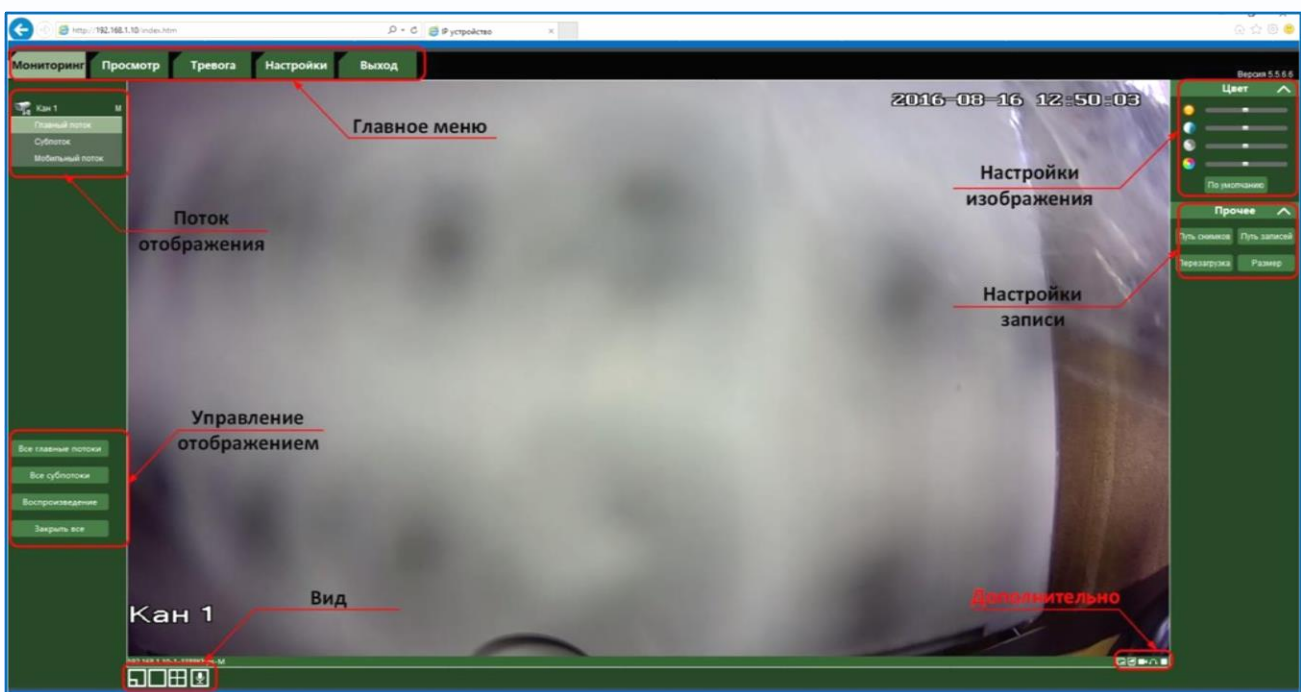 http://192.168.1.10/index.htm
IP устройство
Мониторинг Просмотр Тревога Настройки Выход
Версия 5.5.6.6
Кан 1 M
Главный поток
Субпоток
Мобильный поток
2016-08-16 12:50:03
Цвет
По умолчанию
Прочее
Путь снимков Путь записей
Перезагрузка Размер
Главное меню
Настройки
изображения
Поток
отображения
Настройки
записи
Управление
отображением
Все главные потоки
Все субпотоки
Воспроизведение
Закрыть все
Вид
Дополнительно
Кан 1